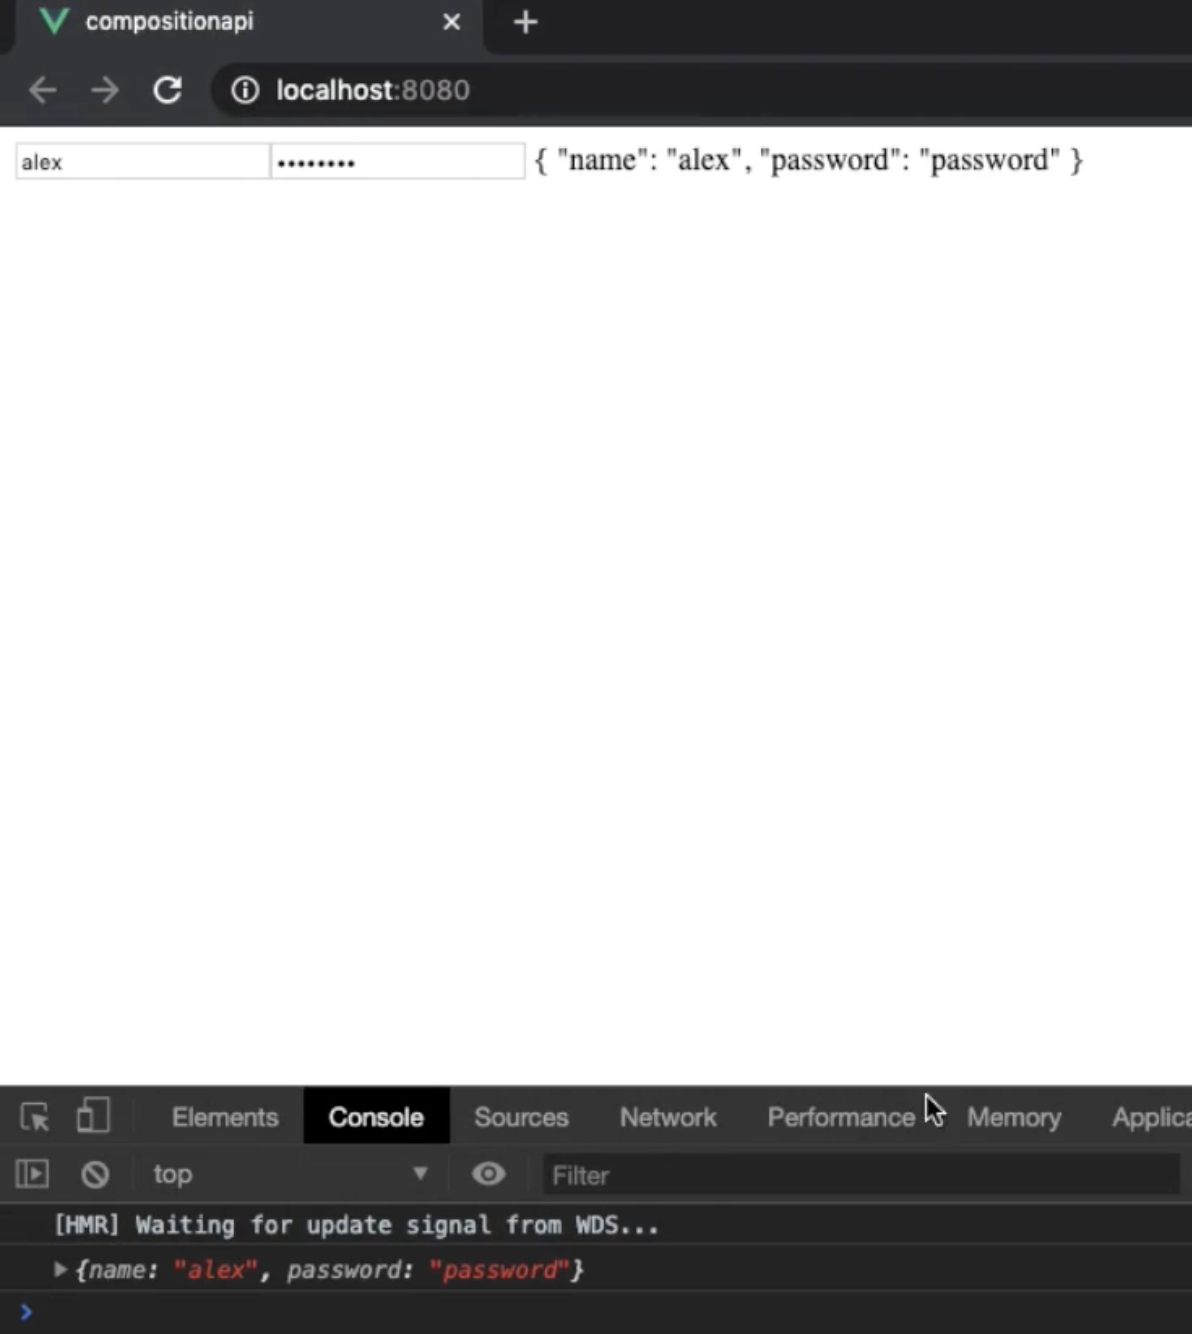 compositionapi
localhost:8080
alex •••••••• { "name": "alex", "password": "password" }
Elements Console Sources Network Performance Memory Applica
top Filter
[HMR] Waiting for update signal from WDS...
{name: "alex", password: "password"}